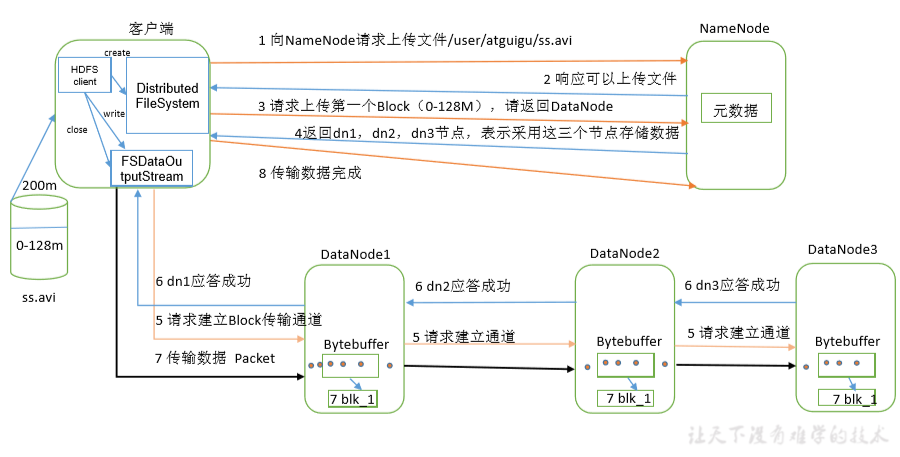 客户端
NameNode
1 向NameNode请求上传文件/user/atguigu/ss.avi
create
HDFS
client
Distributed
FileSystem
2 响应可以上传文件
元数据
write
close
3 请求上传第一个Block（0-128M），请返回DataNode
4返回dn1，dn2，dn3节点，表示采用这三个节点存储数据
FSDataOu
tputStream
8 传输数据完成
200m
0-128m
ss.avi
DataNode1
DataNode2
DataNode3
6 dn1应答成功
6 dn2应答成功
6 dn3应答成功
5 请求建立Block传输通道
5 请求建立通道
5 请求建立通道
7 传输数据 Packet
Bytebuffer
Bytebuffer
Bytebuffer
7 blk_1
7 blk_1
7 blk_1
让天下没有难学的技术